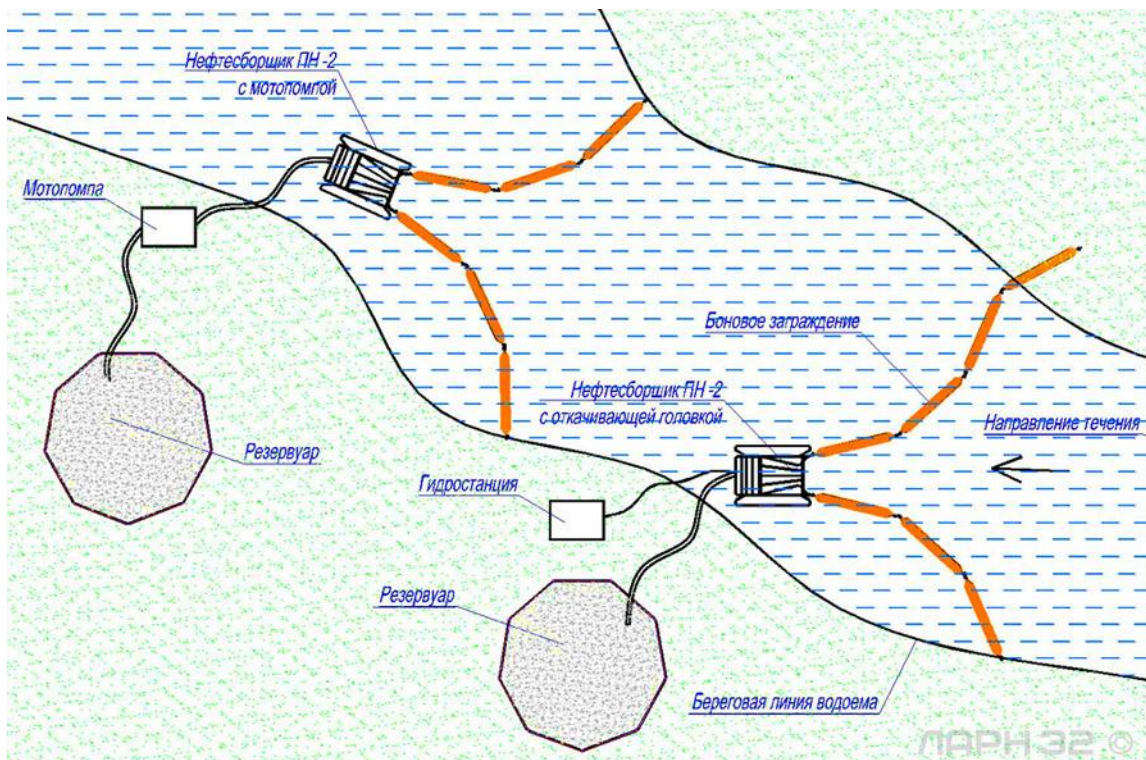 Нефтесборщик ПН -2
с мотопомпой
Мотопомпа
Боновое заграждение
Нефтесборщик ПН -2
с откачивающей головкой
Направление течения
Резервуар
Гидростанция
Резервуар
Береговая линия водоема
ЛАРН 32 ©